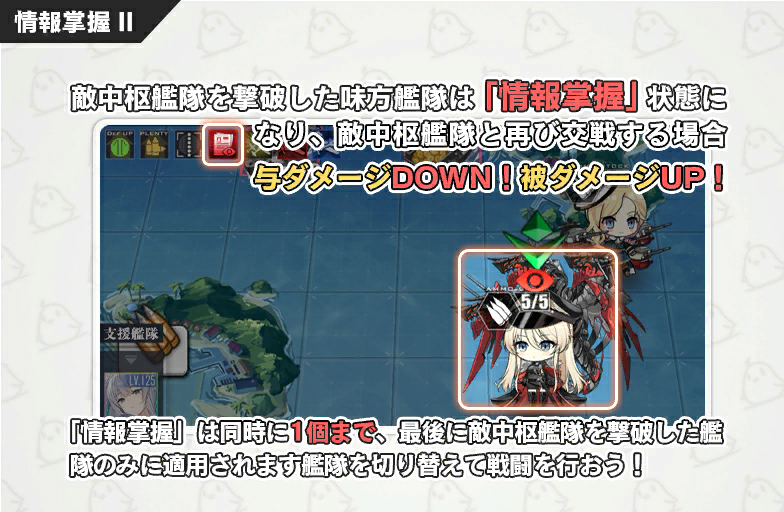 情報掌握 II
敵中枢艦隊を撃破した味方艦隊は「情報掌握」状態に
なり、敵中枢艦隊と再び交戦する場合
与ダメージDOWN！被ダメージUP！
DEF UP
PLENTY
5/5
支援艦隊
LV.125
「情報掌握」は同時に1個まで、最後に敵中枢艦隊を撃破した艦
隊のみに適用されます艦隊を切り替えて戦闘を行おう！